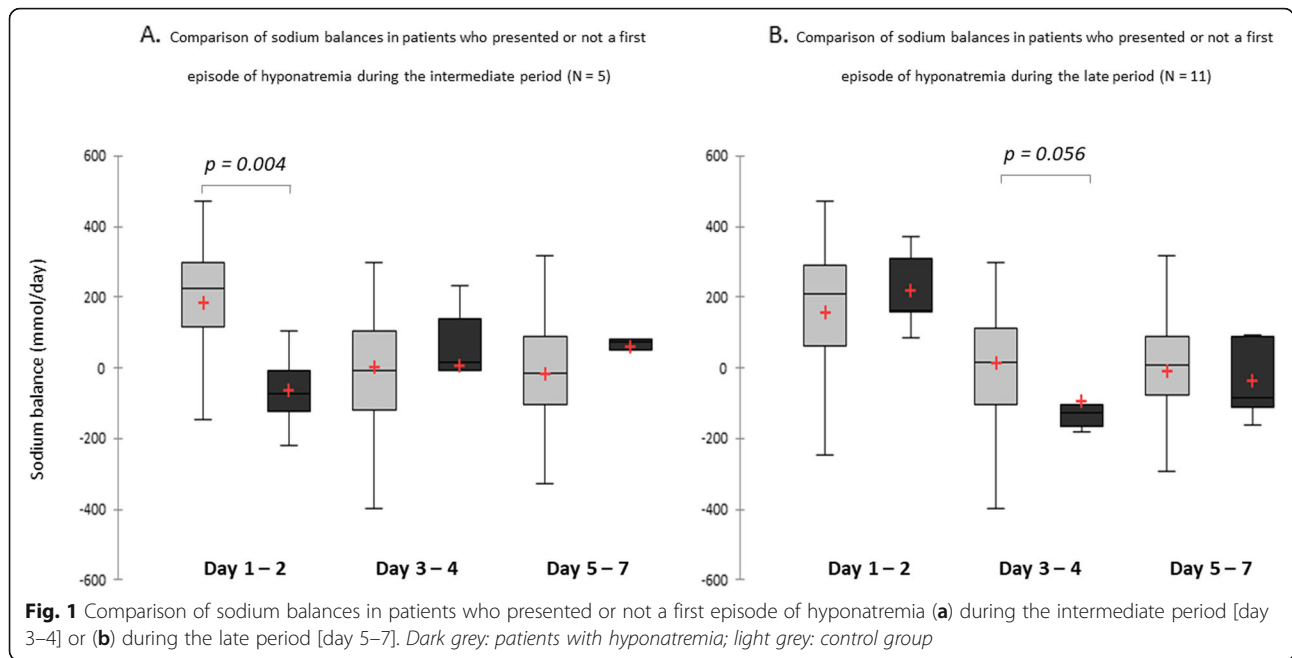 A. Comparison of sodium balances in patients who presented or not a first
episode of hyponatremia during the intermediate period (N = 5)
600
400
200
0
-200
-400
-600
Sodium balance (mmol/day)
p = 0.004
Day 1 – 2
Day 3 – 4
Day 5 – 7
B. Comparison of sodium balances in patients who presented or not a first
episode of hyponatremia during the late period (N = 11)
600
400
200
0
-200
-400
-600
p = 0.056
Day 1 – 2
Day 3 – 4
Day 5 – 7
Fig. 1 Comparison of sodium balances in patients who presented or not a first episode of hyponatremia (a) during the intermediate period [day
3–4] or (b) during the late period [day 5–7]. Dark grey: patients with hyponatremia; light grey: control group